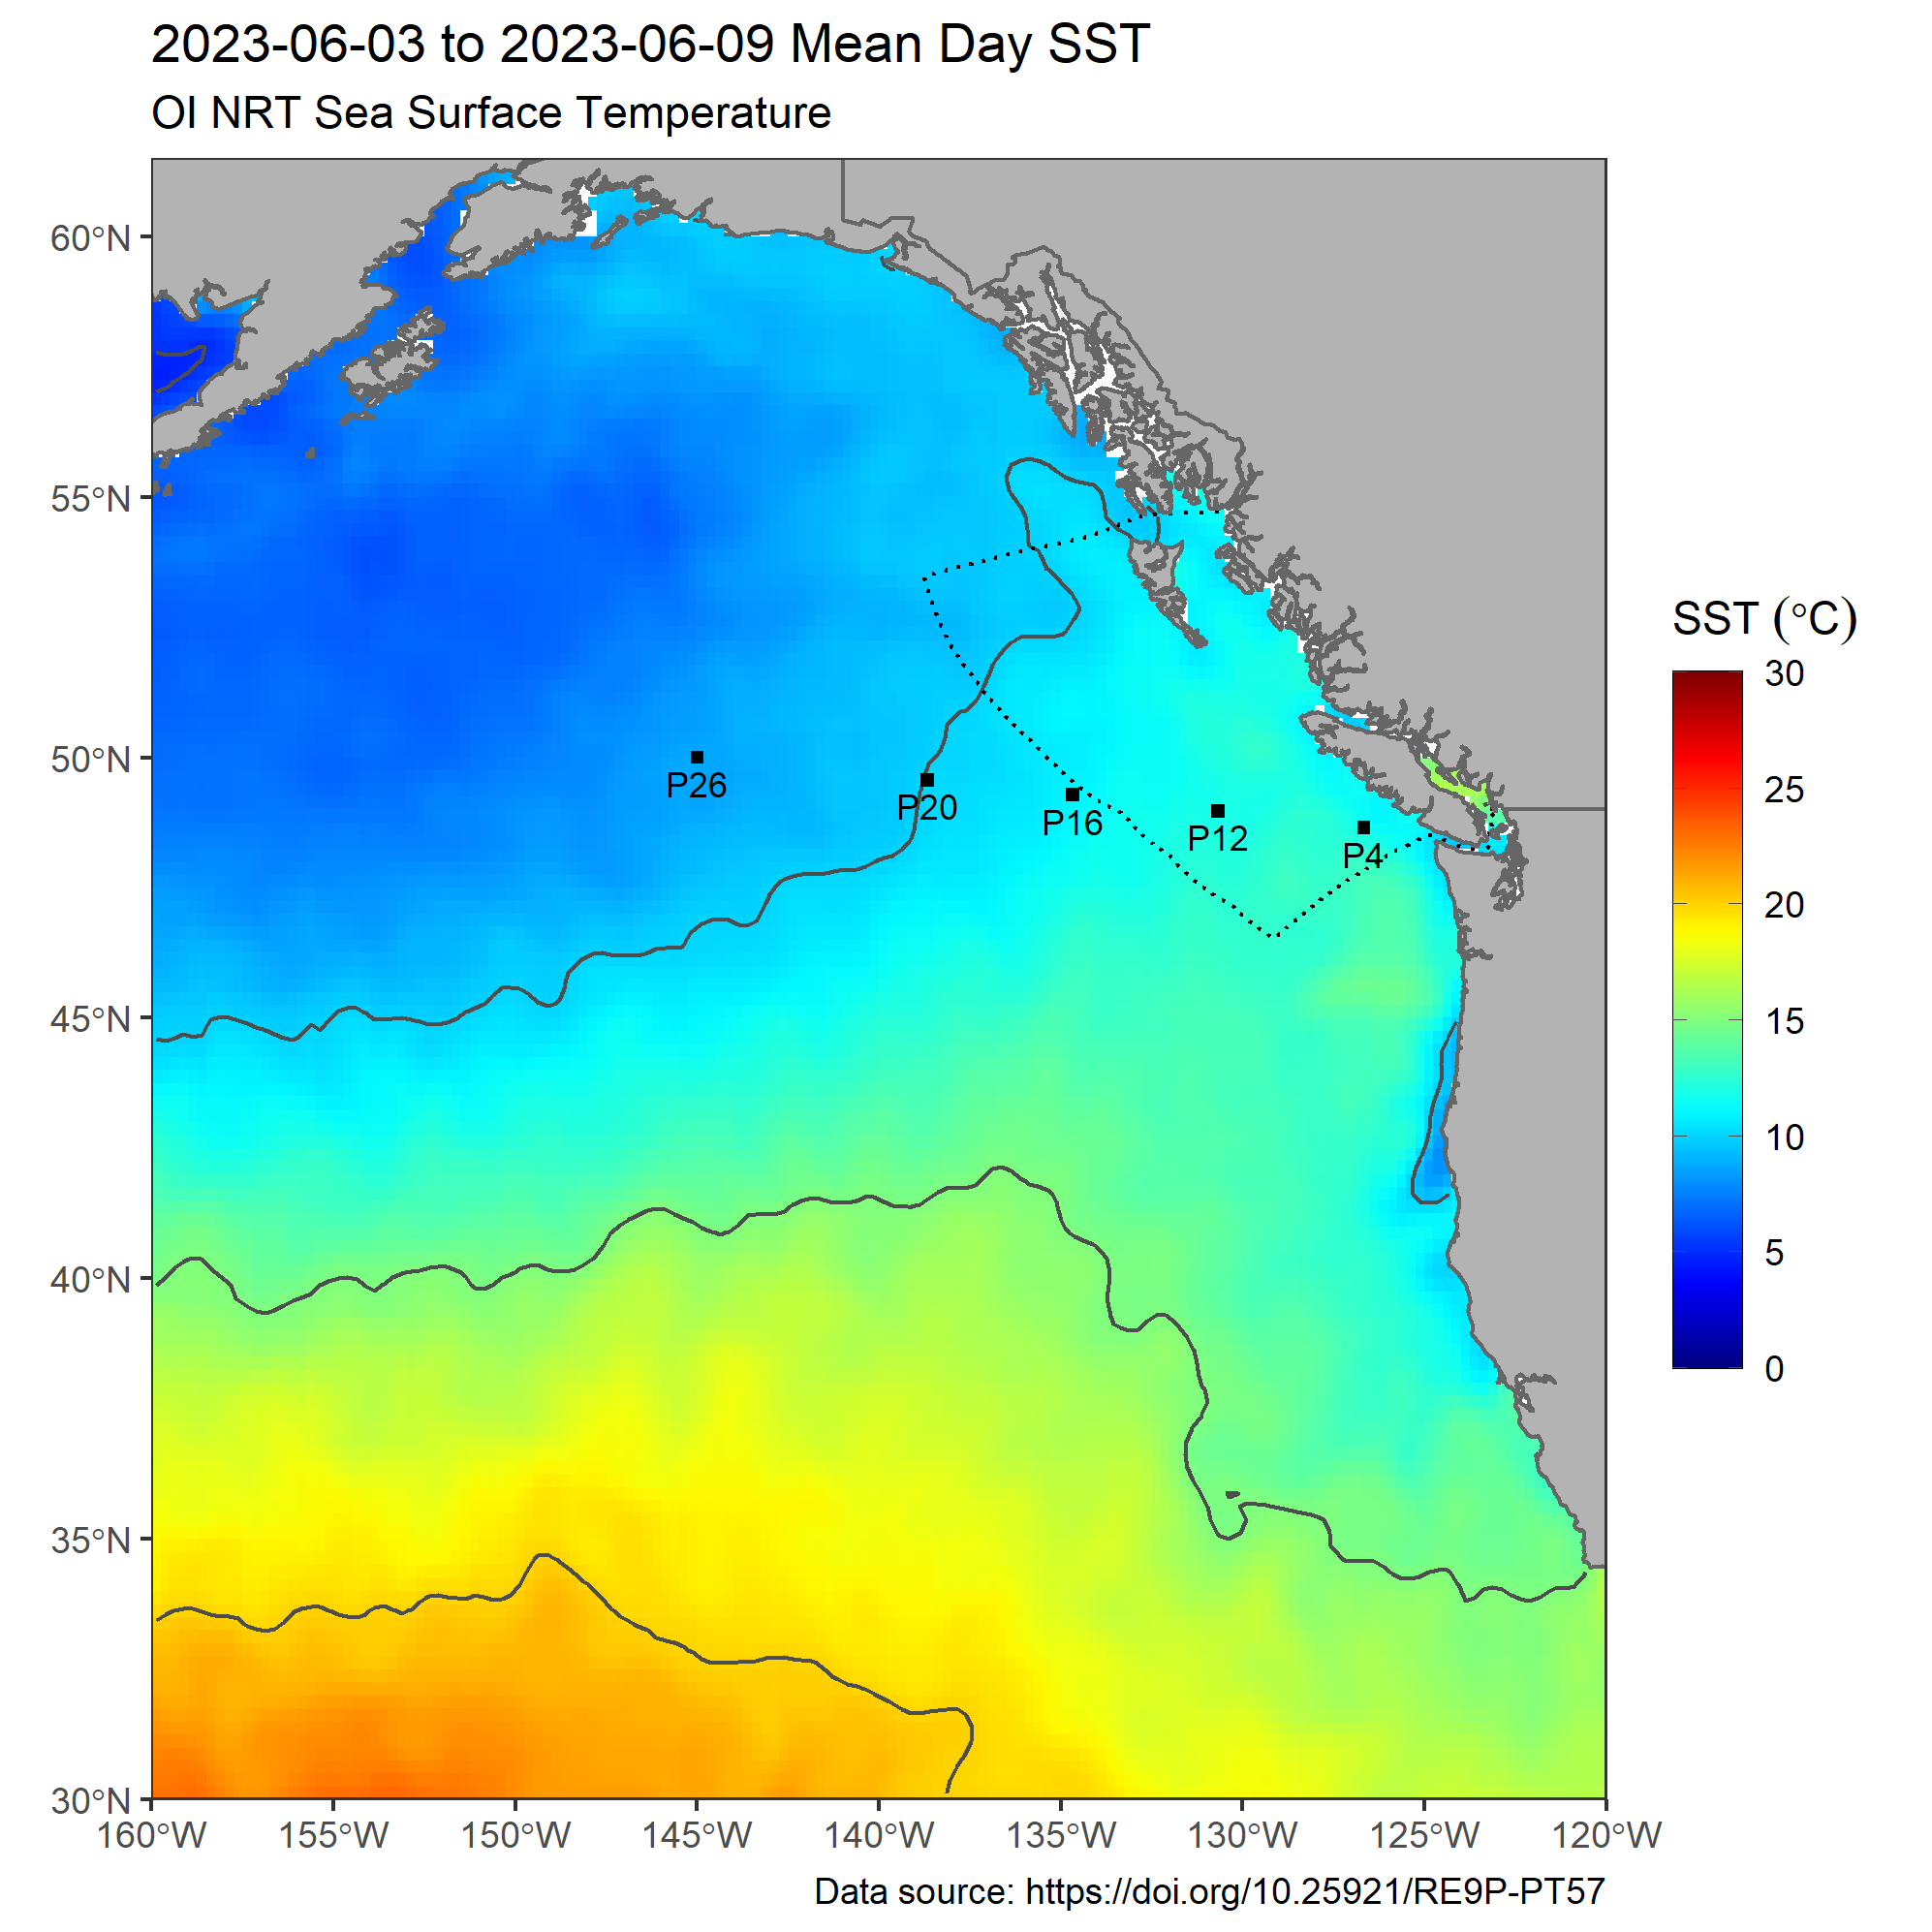 2023-06-03 to 2023-06-09 Mean Day SST
OI NRT Sea Surface Temperature
60°N
55°N
50°N
45°N
40°N
35°N
30°N
160°W 155°W 150°W 145°W 140°W 135°W 130°W 125°W 120°W
P26
P20
P16
P12
P4
SST (°C)
30
25
20
15
10
5
0
Data source: https://doi.org/10.25921/RE9P-PT57